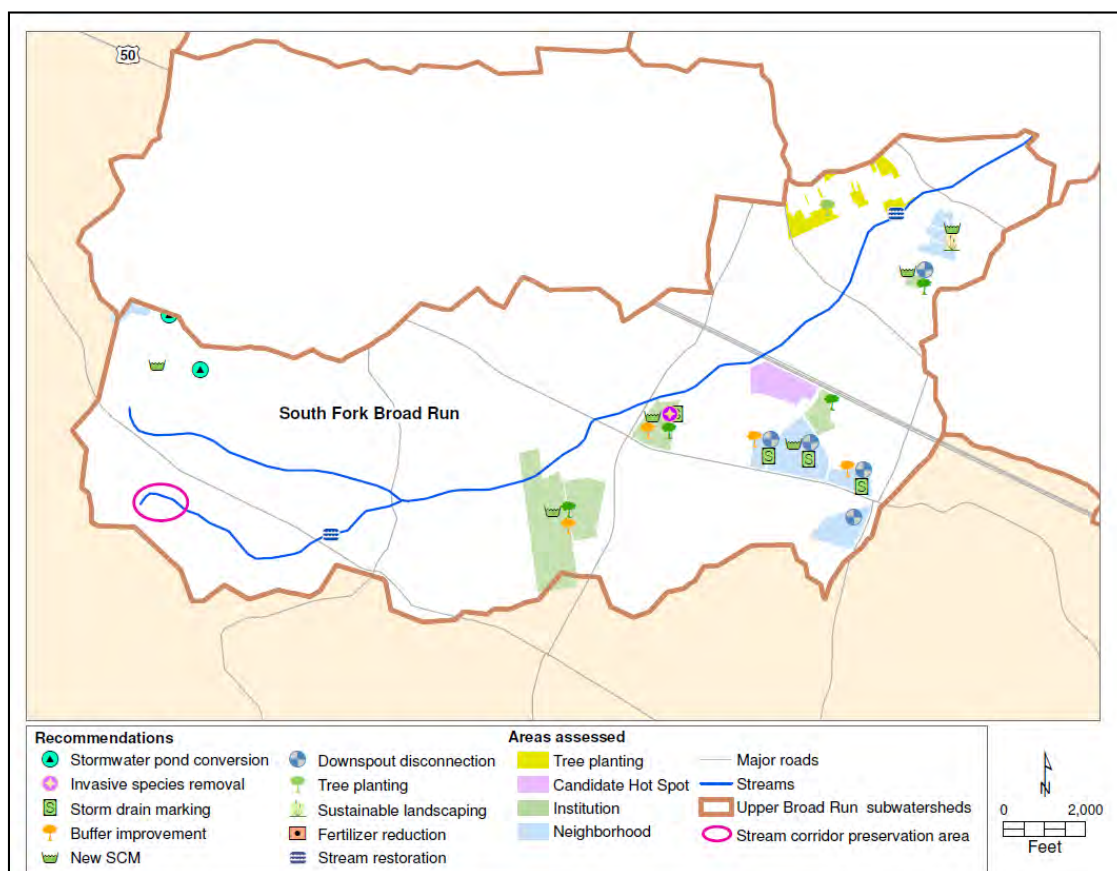 50
South Fork Broad Run
S
S
S
S
Recommendations
Stormwater pond conversion
Invasive species removal
S Storm drain marking
Buffer improvement
New SCM
Downspout disconnection
Tree planting
Sustainable landscaping
Fertilizer reduction
Stream restoration
Areas assessed
Tree planting
Candidate Hot Spot
Institution
Neighborhood
Major roads
Streams
Upper Broad Run subwatersheds
Stream corridor preservation area
N
0 2,000
Feet